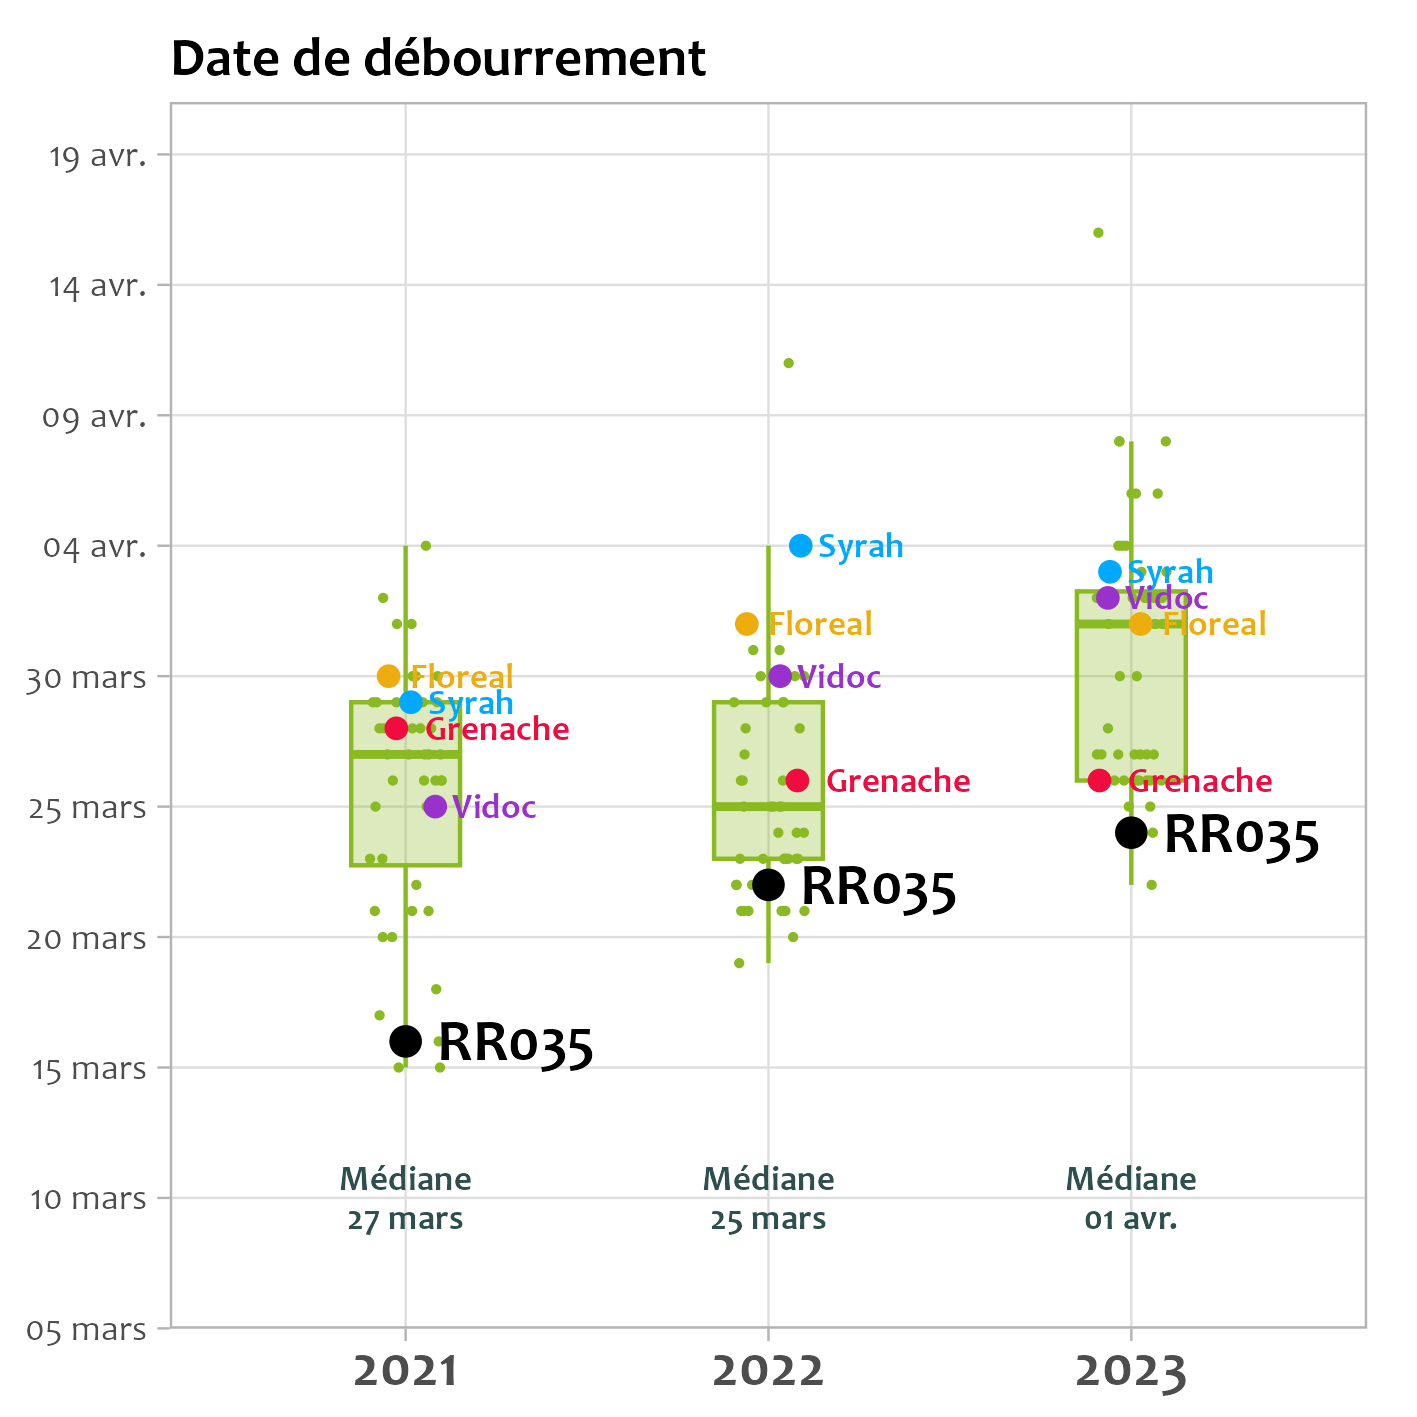 Date de débourrement
19 avr.
14 avr.
09 avr.
04 avr.
30 mars
25 mars
20 mars
15 mars
10 mars
05 mars
Floreal
Syrah
Grenache
Vidoc
RR035
Médiane
27 mars
Syrah
Floreal
Vidoc
Grenache
RR035
Médiane
25 mars
Syrah
Vidoc
Floreal
Grenache
RR035
Médiane
01 avr.
2021
2022
2023